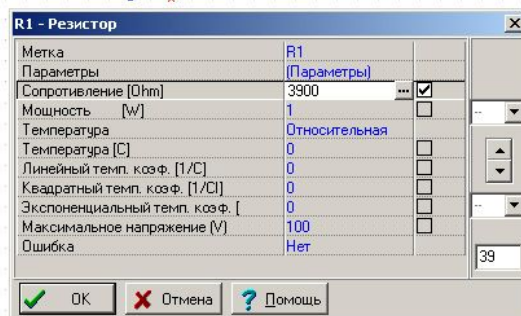 R1 - Резистор
Метка R1
Параметры (Параметры)
Сопротивление [Ohm] 3900 ...
Мощность [W] 1
Температура Относительная
Температура [C] 0
Линейный темп. коэф. [1/C] 0
Квадратный темп. коэф. [1/CI] 0
Экспоненциальный темп. коэф. [ 0
Максимальное напряжение (V) 100
Ошибка Нет
--
--
39
OK Отмена ? Помощь